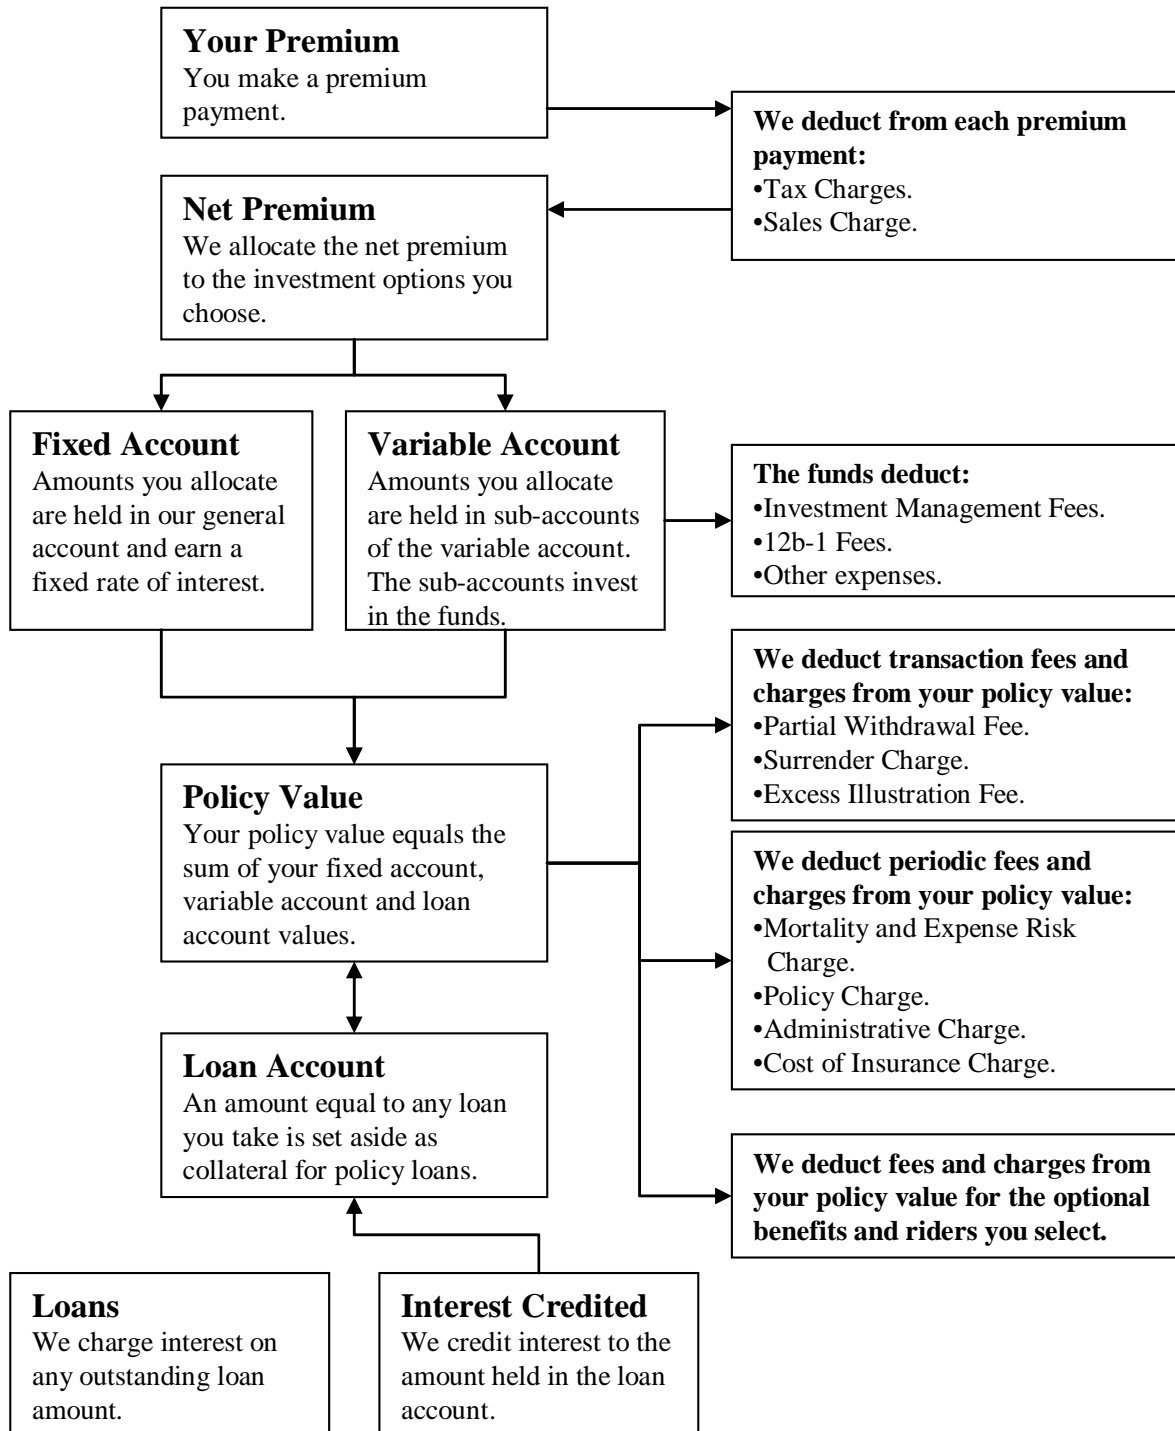 Your Premium
You make a premium
payment.
We deduct from each premium
payment:
•Tax Charges.
•Sales Charge.
Net Premium
We allocate the net premium
to the investment options you
choose.
Fixed Account
Amounts you allocate
are held in our general
account and earn a
fixed rate of interest.
Variable Account
Amounts you allocate
are held in sub-accounts
of the variable account.
The sub-accounts invest
in the funds.
The funds deduct:
•Investment Management Fees.
•12b-1 Fees.
•Other expenses.
We deduct transaction fees and
charges from your policy value:
•Partial Withdrawal Fee.
•Surrender Charge.
•Excess Illustration Fee.
Policy Value
Your policy value equals the
sum of your fixed account,
variable account and loan
account values.
We deduct periodic fees and
charges from your policy value:
•Mortality and Expense Risk
Charge.
•Policy Charge.
•Administrative Charge.
•Cost of Insurance Charge.
Loan Account
An amount equal to any loan
you take is set aside as
collateral for policy loans.
We deduct fees and charges from
your policy value for the optional
benefits and riders you select.
Loans
We charge interest on
any outstanding loan
amount.
Interest Credited
We credit interest to the
amount held in the loan
account.